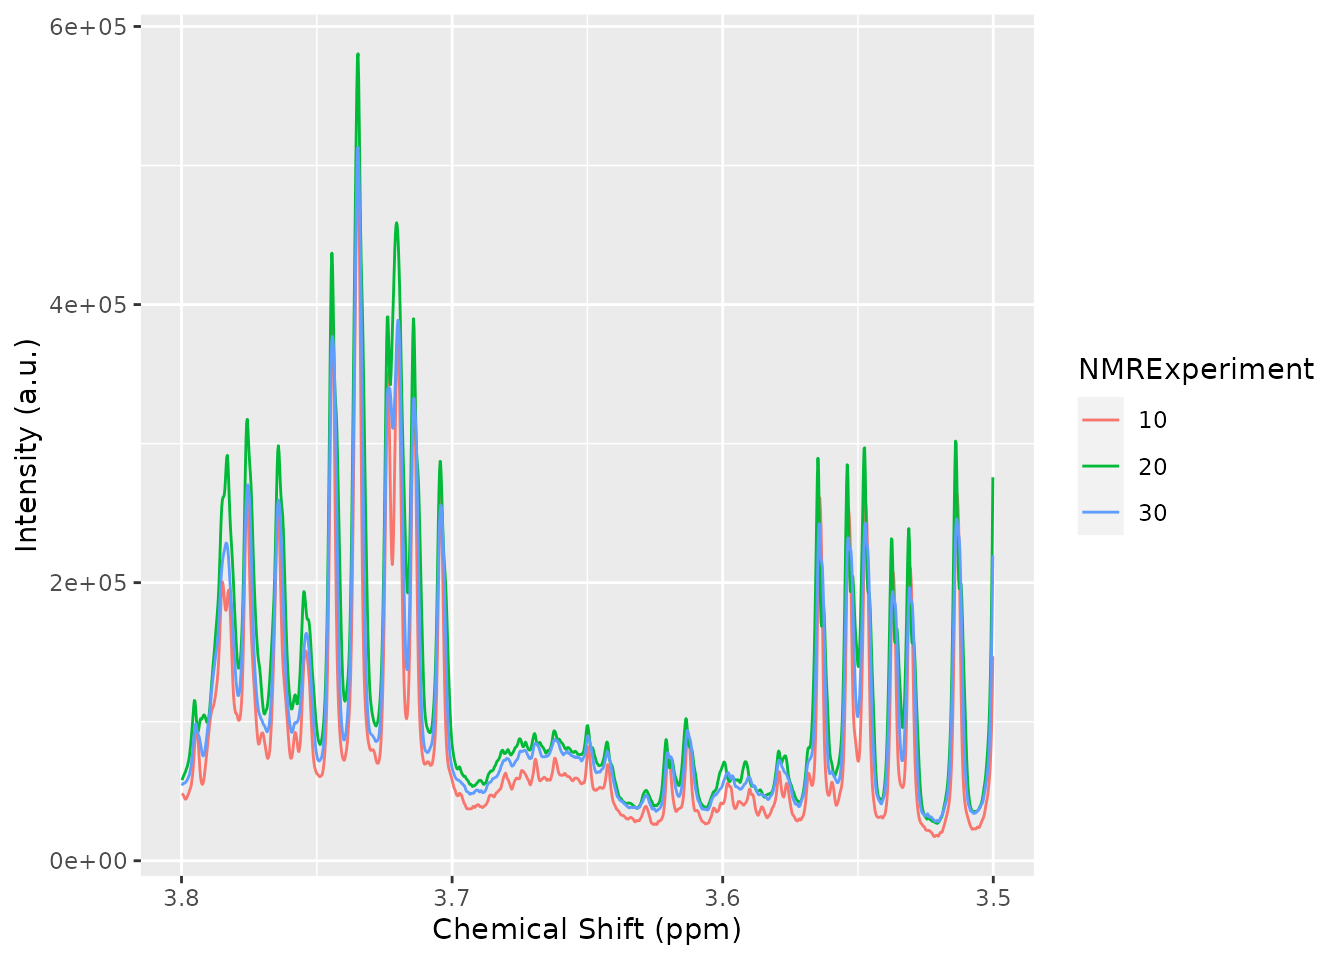 6e+05
4e+05
2e+05
0e+00
Intensity (a.u.)
3.8 3.7 3.6 3.5
Chemical Shift (ppm)
NMRExperiment
10
20
30